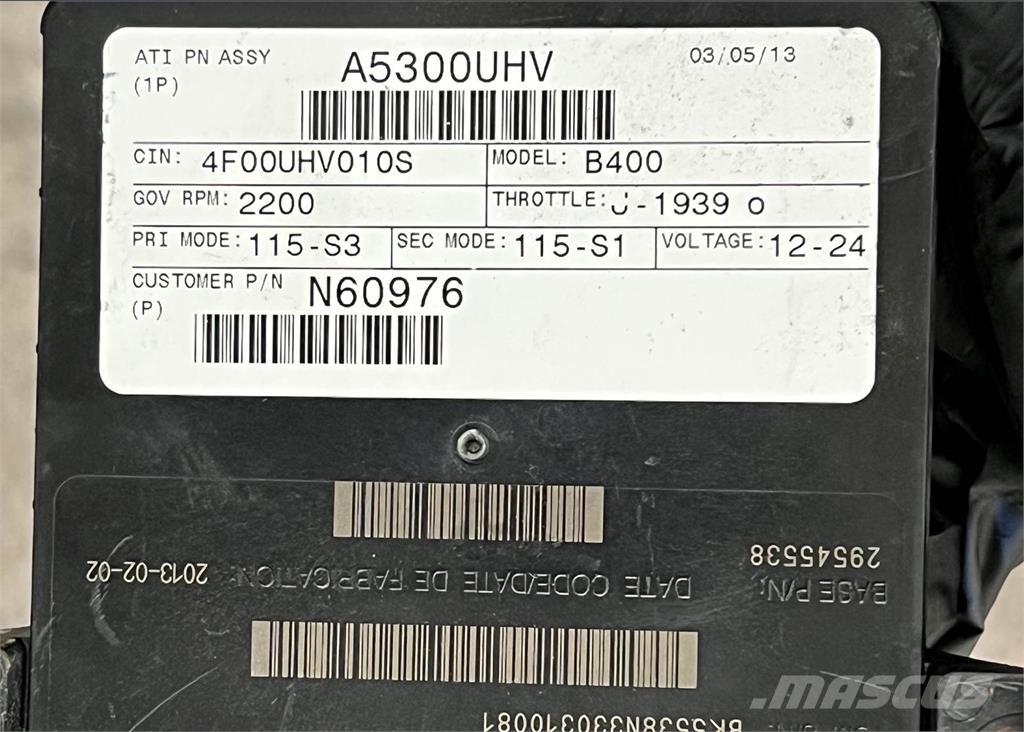 ATI PN ASSY A5300UHV 03/05/13
(1P)
CIN: 4F00UHV010S MODEL: B400
GOV RPM: 2200 THROTTLE: J-1939 o
PRI MODE: 115-S3 SEC MODE: 115-S1 VOLTAGE: 12-24
CUSTOMER P/N N60976
(P)
BASE P/N: 29545538
DATE CODE/DATE DE FABRICATION: 2013-02-02
BK5538N330310081
MASCUS